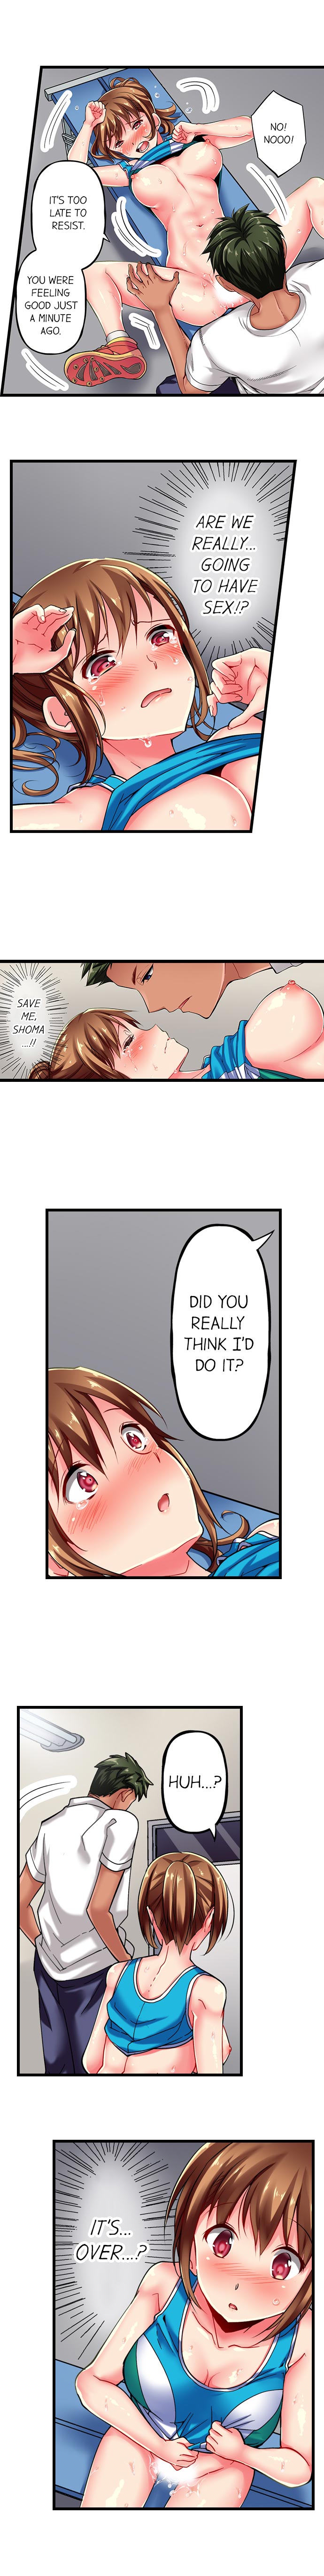 NO!
NOOO!
IT'S TOO
LATE TO
RESIST.
YOU WERE
FEELING
GOOD JUST
A MINUTE
AGO.
ARE WE
REALLY...
GOING
TO HAVE
SEX!?
SAVE
ME,
SHOMA
...!!
DID YOU
REALLY
THINK I'D
DO IT?
HUH...?
IT'S...
OVER...?